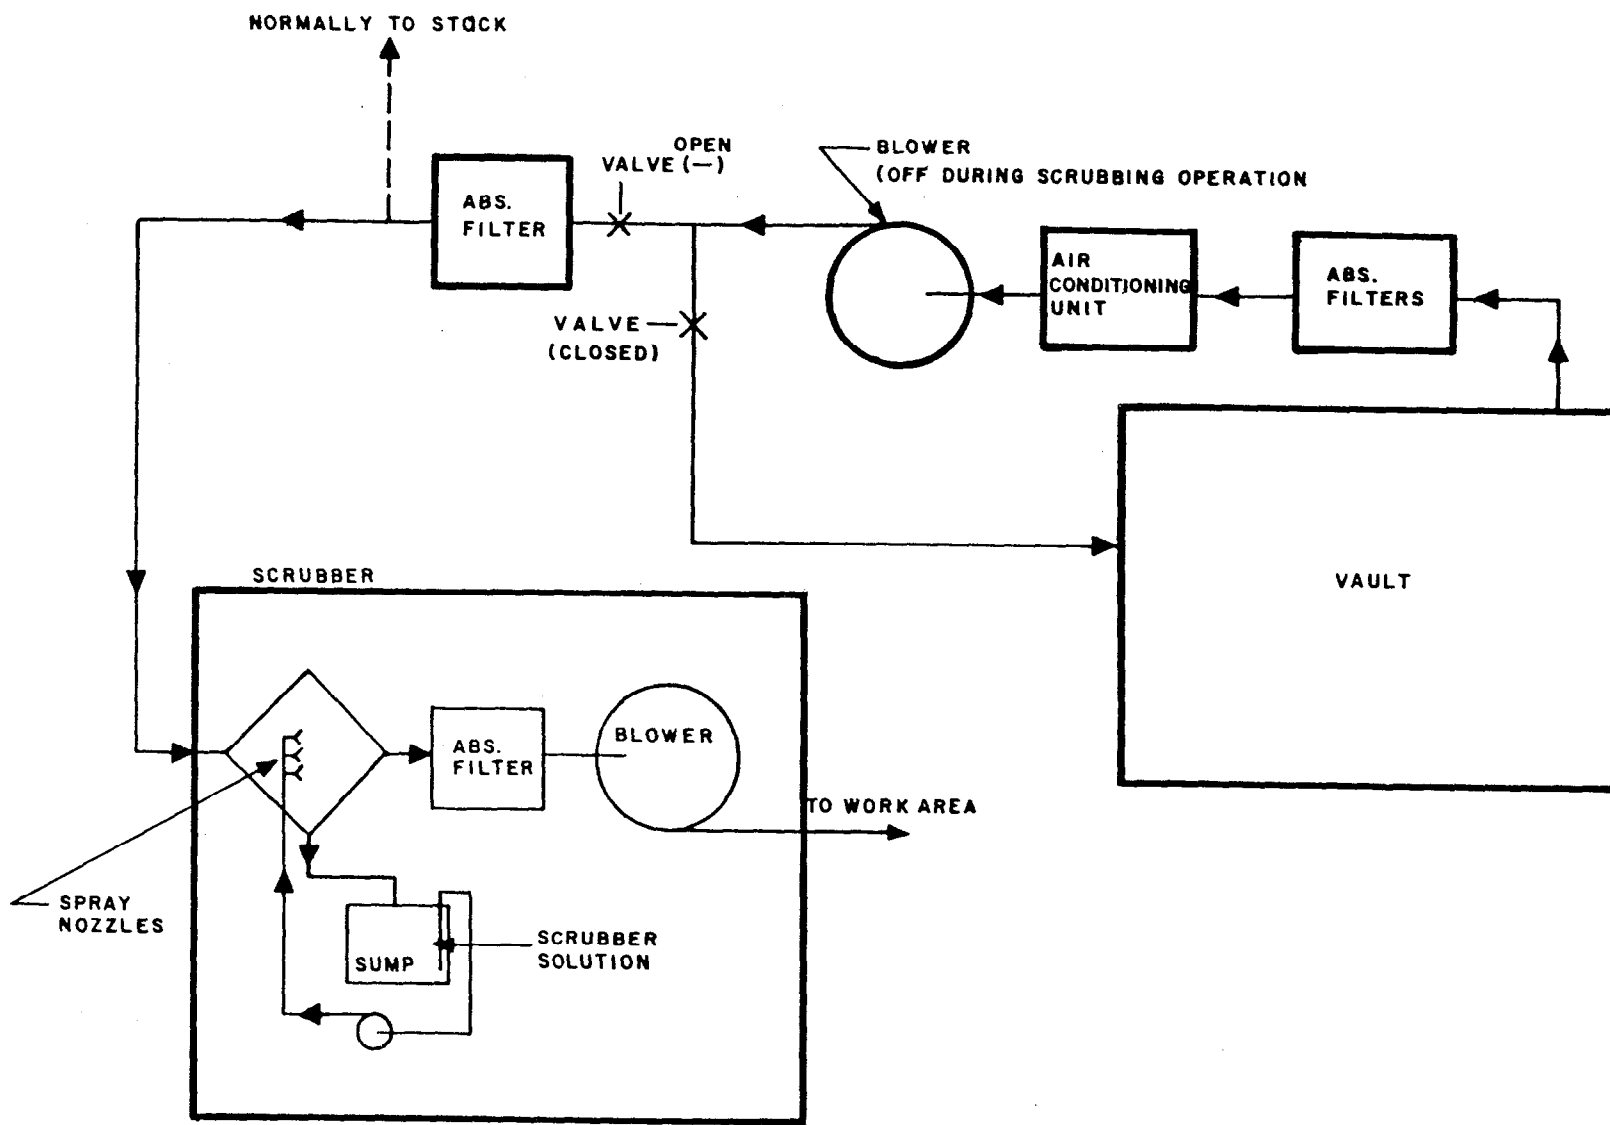 NORMALLY TO STOCK
OPEN
VALVE (—)
BLOWER
(OFF DURING SCRUBBING OPERATION
ABS.
FILTER
AIR
CONDITIONING
UNIT
ABS.
FILTERS
VALVE
(CLOSED)
SCRUBBER
VAULT
BLOWER
ABS.
FILTER
TO WORK AREA
SPRAY
NOZZLES
SCRUBBER
SOLUTION
SUMP